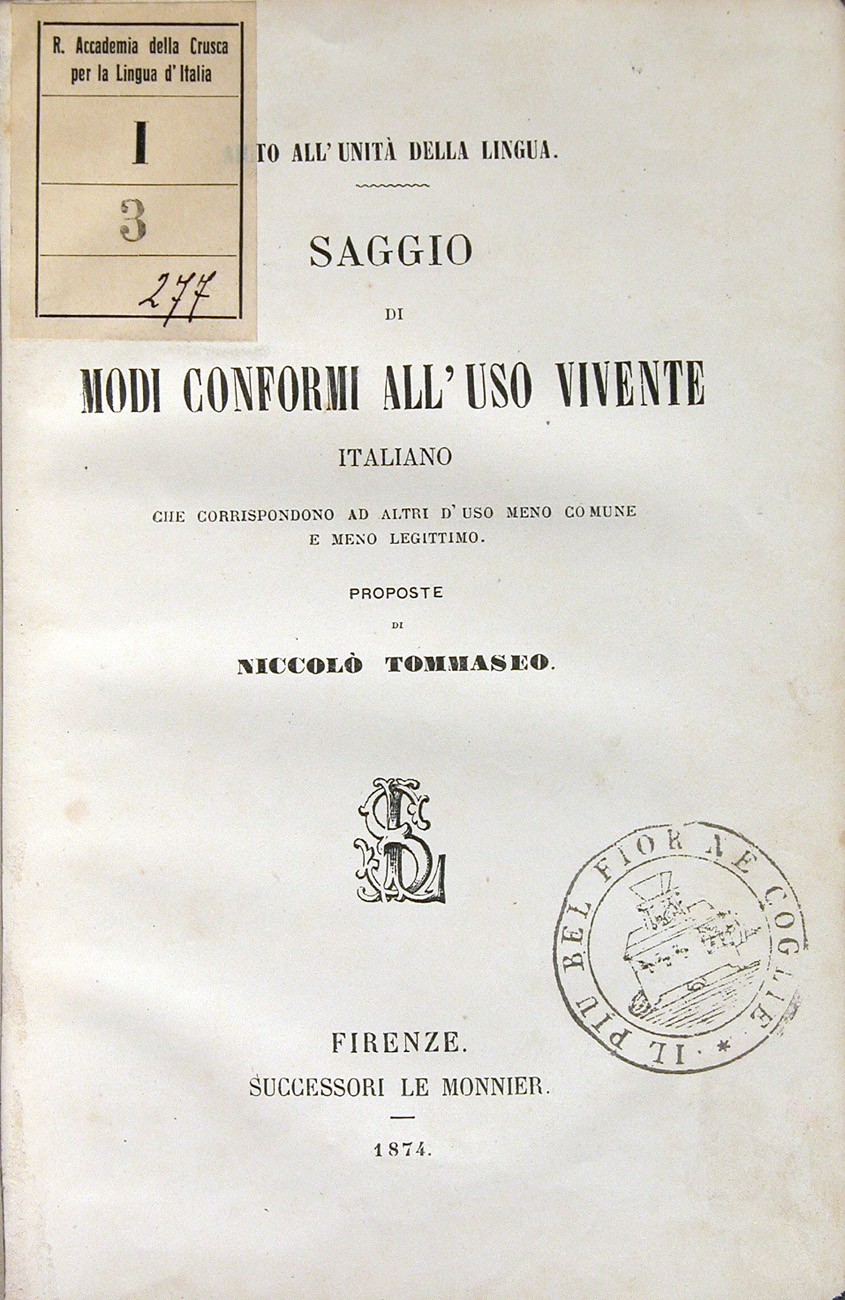 R. Accademia della Crusca
per la Lingua d'Italia
I
3
277
TO ALL' UNITÀ DELLA LINGUA.
SAGGIO
DI
MODI CONFORMI ALL' USO VIVENTE
ITALIANO
CHE CORRISPONDONO AD ALTRI D' USO MENO COMUNE
E MENO LEGITTIMO.
PROPOSTE
DI
NICCOLÒ TOMMASEO.
SL
IL PIU BEL FIOR NE COGLIE
FIRENZE.
SUCCESSORI LE MONNIER.
1874.